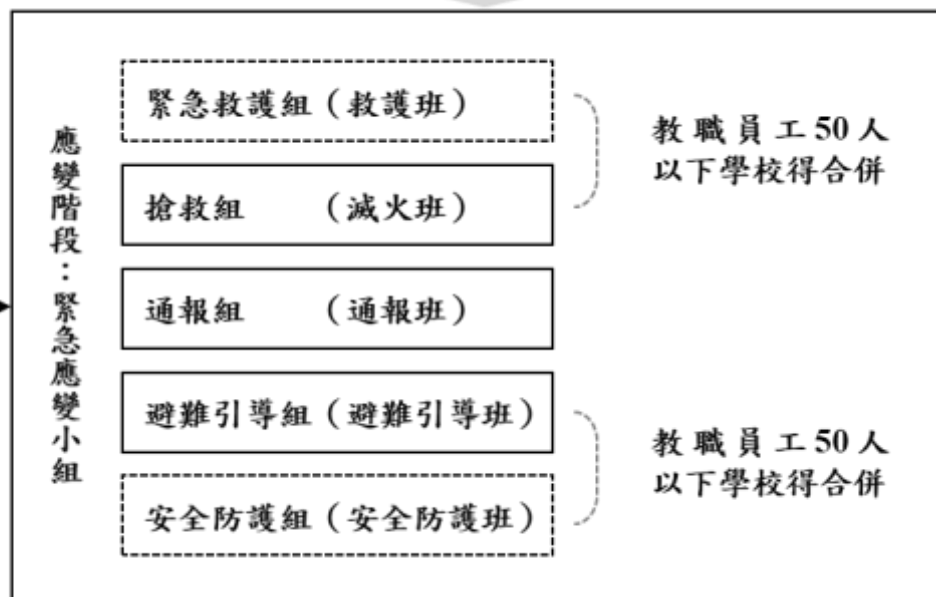 應變階段：緊急應變小組
緊急救護組（救護班）
搶救組　　（滅火班）
教職員工50人
以下學校得合併
通報組　　（通報班）
避難引導組（避難引導班）
安全防護組（安全防護班）
教職員工50人
以下學校得合併